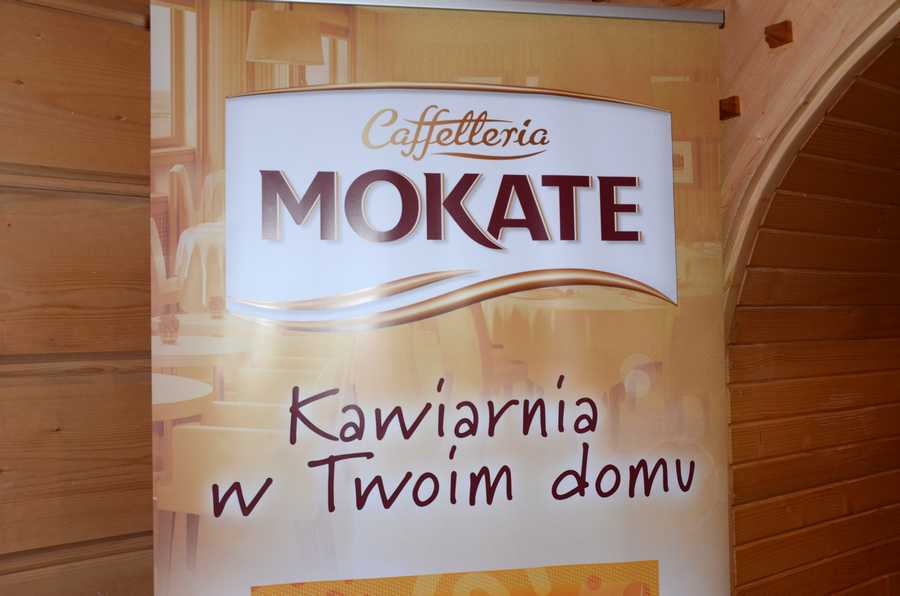 Caffetteria
MOKATE
Kawiarnia
w Twoim domu